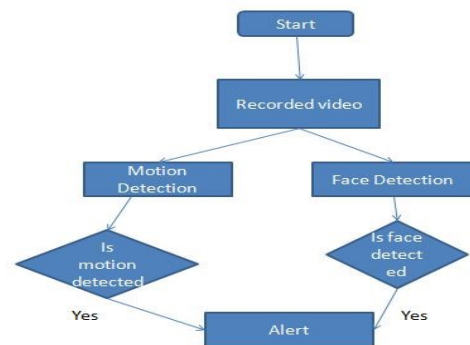 Start
Recorded video
Motion
Detection
Face Detection
Is
motion
detected
Is face
detect
ed
Yes
Yes
Alert